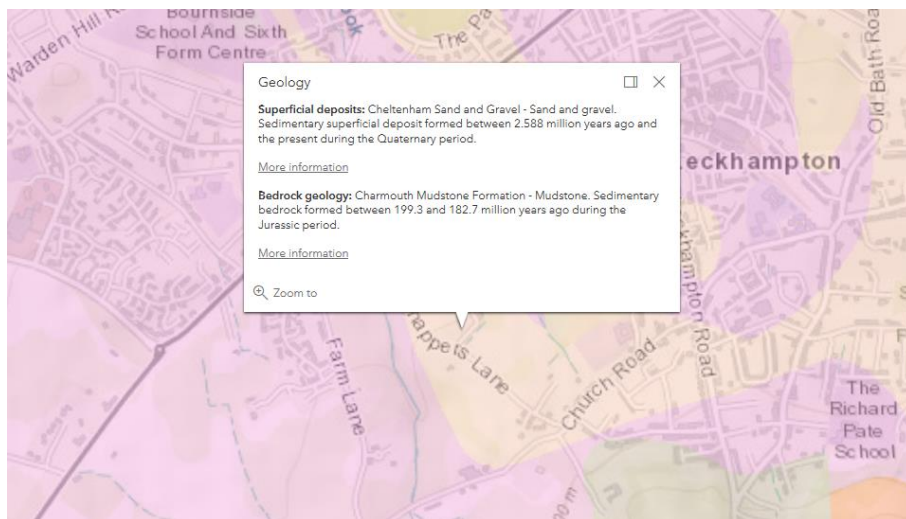 Bournside
School And Sixth
Form Centre
Warden Hill
The Pa
Old Bath Roa
Geology
Superficial deposits: Cheltenham Sand and Gravel - Sand and gravel.
Sedimentary superficial deposit formed between 2.588 million years ago and
the present during the Quaternary period.
More information
Bedrock geology: Charmouth Mudstone Formation - Mudstone. Sedimentary
bedrock formed between 199.3 and 182.7 million years ago during the
Jurassic period.
More information
Zoom to
eckhampton
khampton Road
appets Lane
Farm Lane
Church Road
The
Richard
Pate
School